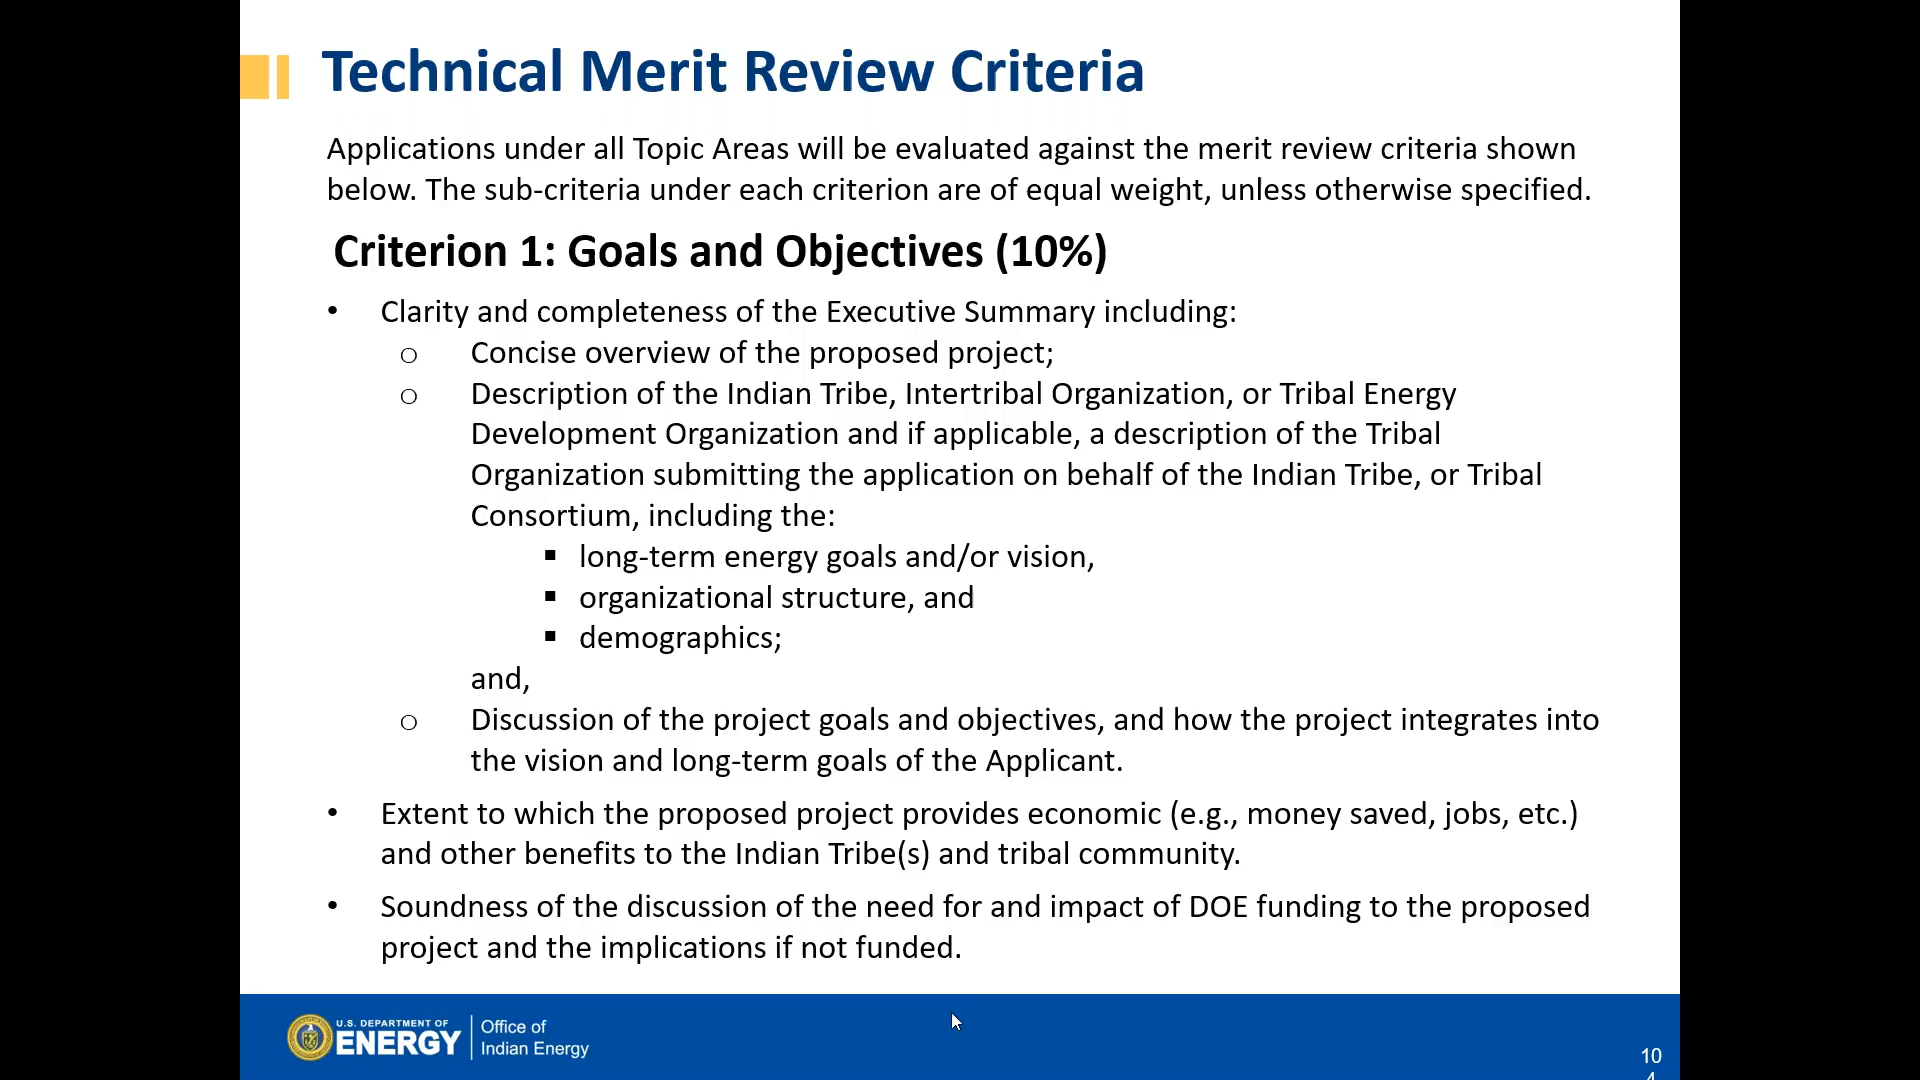 Technical Merit Review Criteria
Applications under all Topic Areas will be evaluated against the merit review criteria shown
below. The sub-criteria under each criterion are of equal weight, unless otherwise specified.
Criterion 1: Goals and Objectives (10%)
• Clarity and completeness of the Executive Summary including:
o Concise overview of the proposed project;
o Description of the Indian Tribe, Intertribal Organization, or Tribal Energy
Development Organization and if applicable, a description of the Tribal
Organization submitting the application on behalf of the Indian Tribe, or Tribal
Consortium, including the:
▪ long-term energy goals and/or vision,
▪ organizational structure, and
▪ demographics;
and,
o Discussion of the project goals and objectives, and how the project integrates into
the vision and long-term goals of the Applicant.
• Extent to which the proposed project provides economic (e.g., money saved, jobs, etc.)
and other benefits to the Indian Tribe(s) and tribal community.
• Soundness of the discussion of the need for and impact of DOE funding to the proposed
project and the implications if not funded.
U.S. DEPARTMENT OF
ENERGY
Office of
Indian Energy
10
4